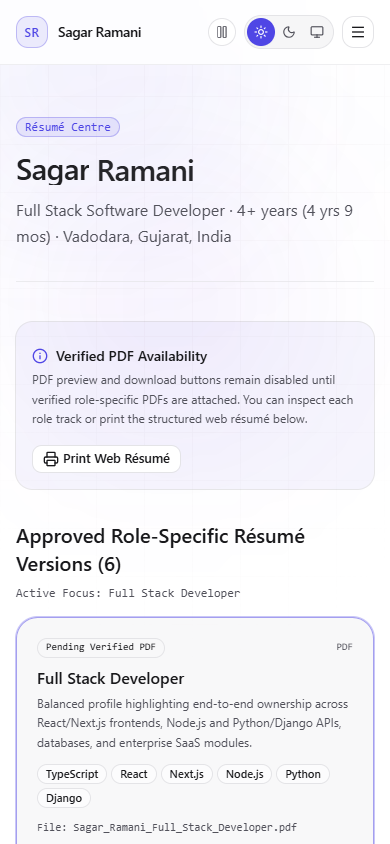 SR Sagar Ramani
Résumé Centre
Sagar Ramani
Full Stack Software Developer · 4+ years (4 yrs 9
mos) · Vadodara, Gujarat, India
Verified PDF Availability
PDF preview and download buttons remain disabled until
verified role-specific PDFs are attached. You can inspect each
role track or print the structured web résumé below.
Print Web Résumé
Approved Role-Specific Résumé
Versions (6)
Active Focus: Full Stack Developer
Pending Verified PDF PDF
Full Stack Developer
Balanced profile highlighting end-to-end ownership across
React/Next.js frontends, Node.js and Python/Django APIs,
databases, and enterprise SaaS modules.
TypeScript React Next.js Node.js Python
Django
File: Sagar_Ramani_Full_Stack_Developer.pdf